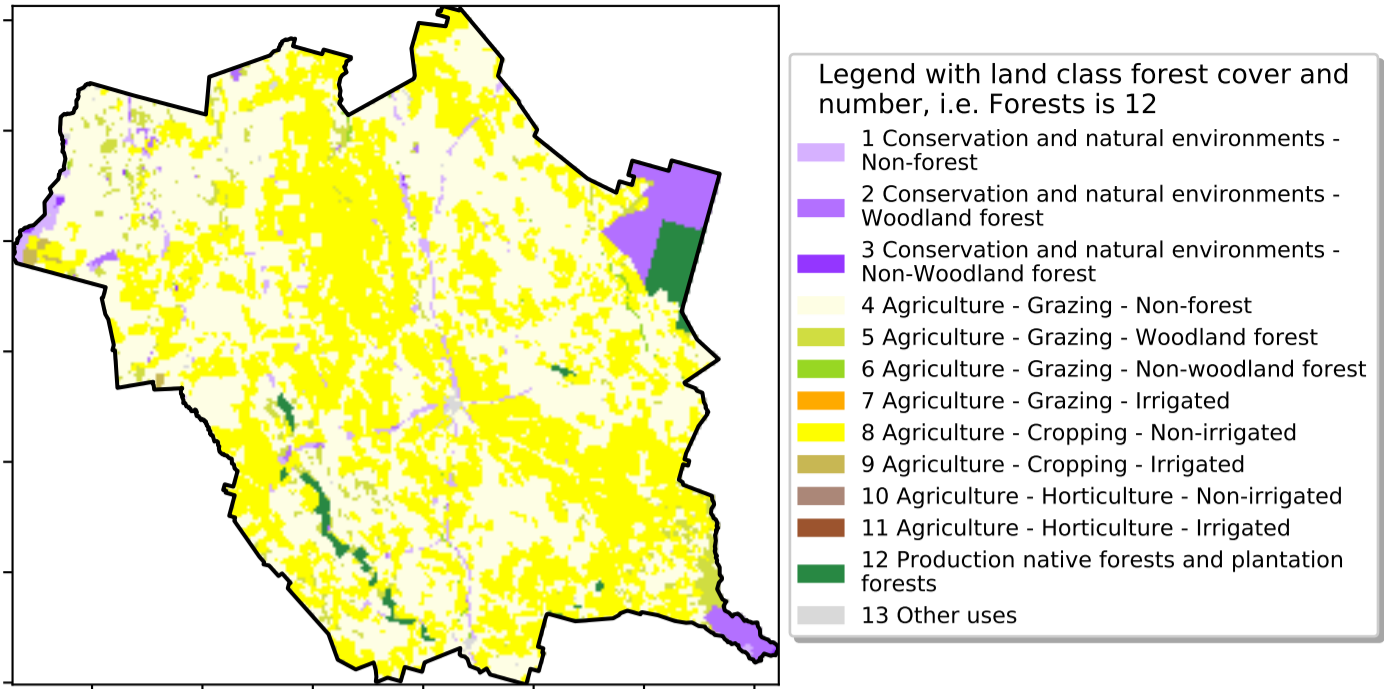 Legend with land class forest cover and
number, i.e. Forests is 12
1 Conservation and natural environments -
Non-forest
2 Conservation and natural environments -
Woodland forest
3 Conservation and natural environments -
Non-Woodland forest
4 Agriculture - Grazing - Non-forest
5 Agriculture - Grazing - Woodland forest
6 Agriculture - Grazing - Non-woodland forest
7 Agriculture - Grazing - Irrigated
8 Agriculture - Cropping - Non-irrigated
9 Agriculture - Cropping - Irrigated
10 Agriculture - Horticulture - Non-irrigated
11 Agriculture - Horticulture - Irrigated
12 Production native forests and plantation
forests
13 Other uses